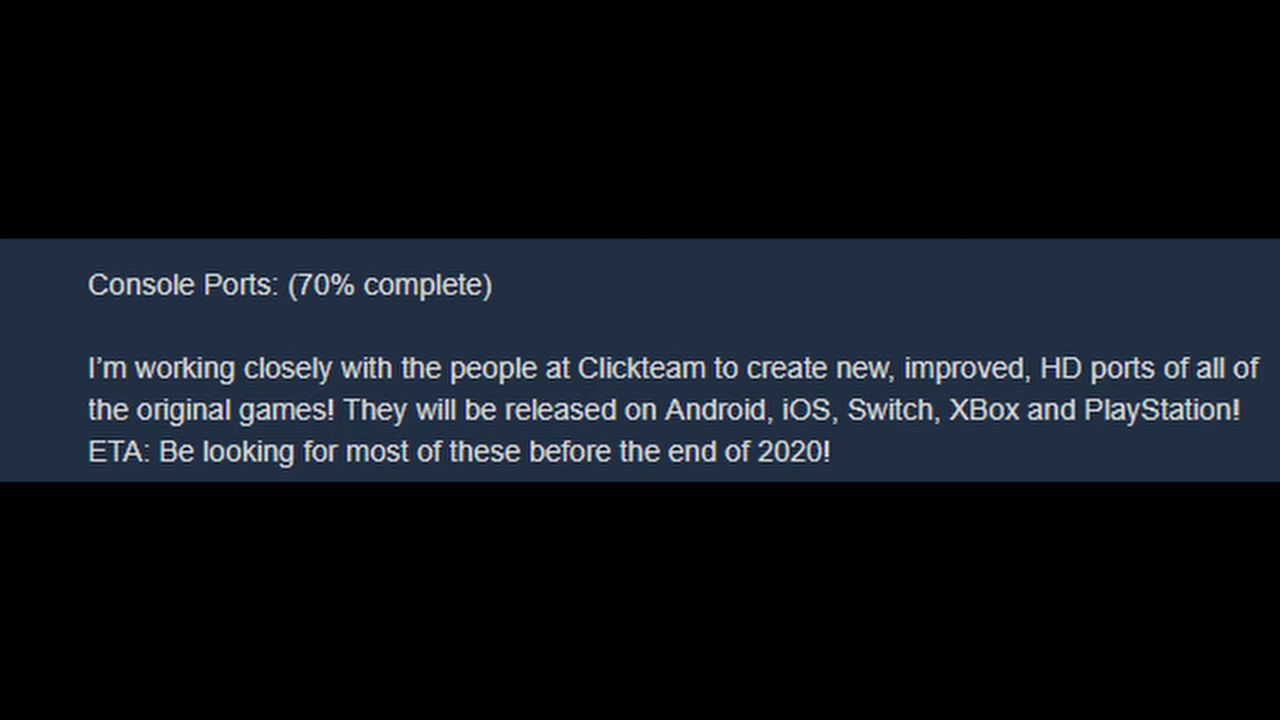 Console Ports: (70% complete)
I’m working closely with the people at Clickteam to create new, improved, HD ports of all of
the original games! They will be released on Android, iOS, Switch, XBox and PlayStation!
ETA: Be looking for most of these before the end of 2020!